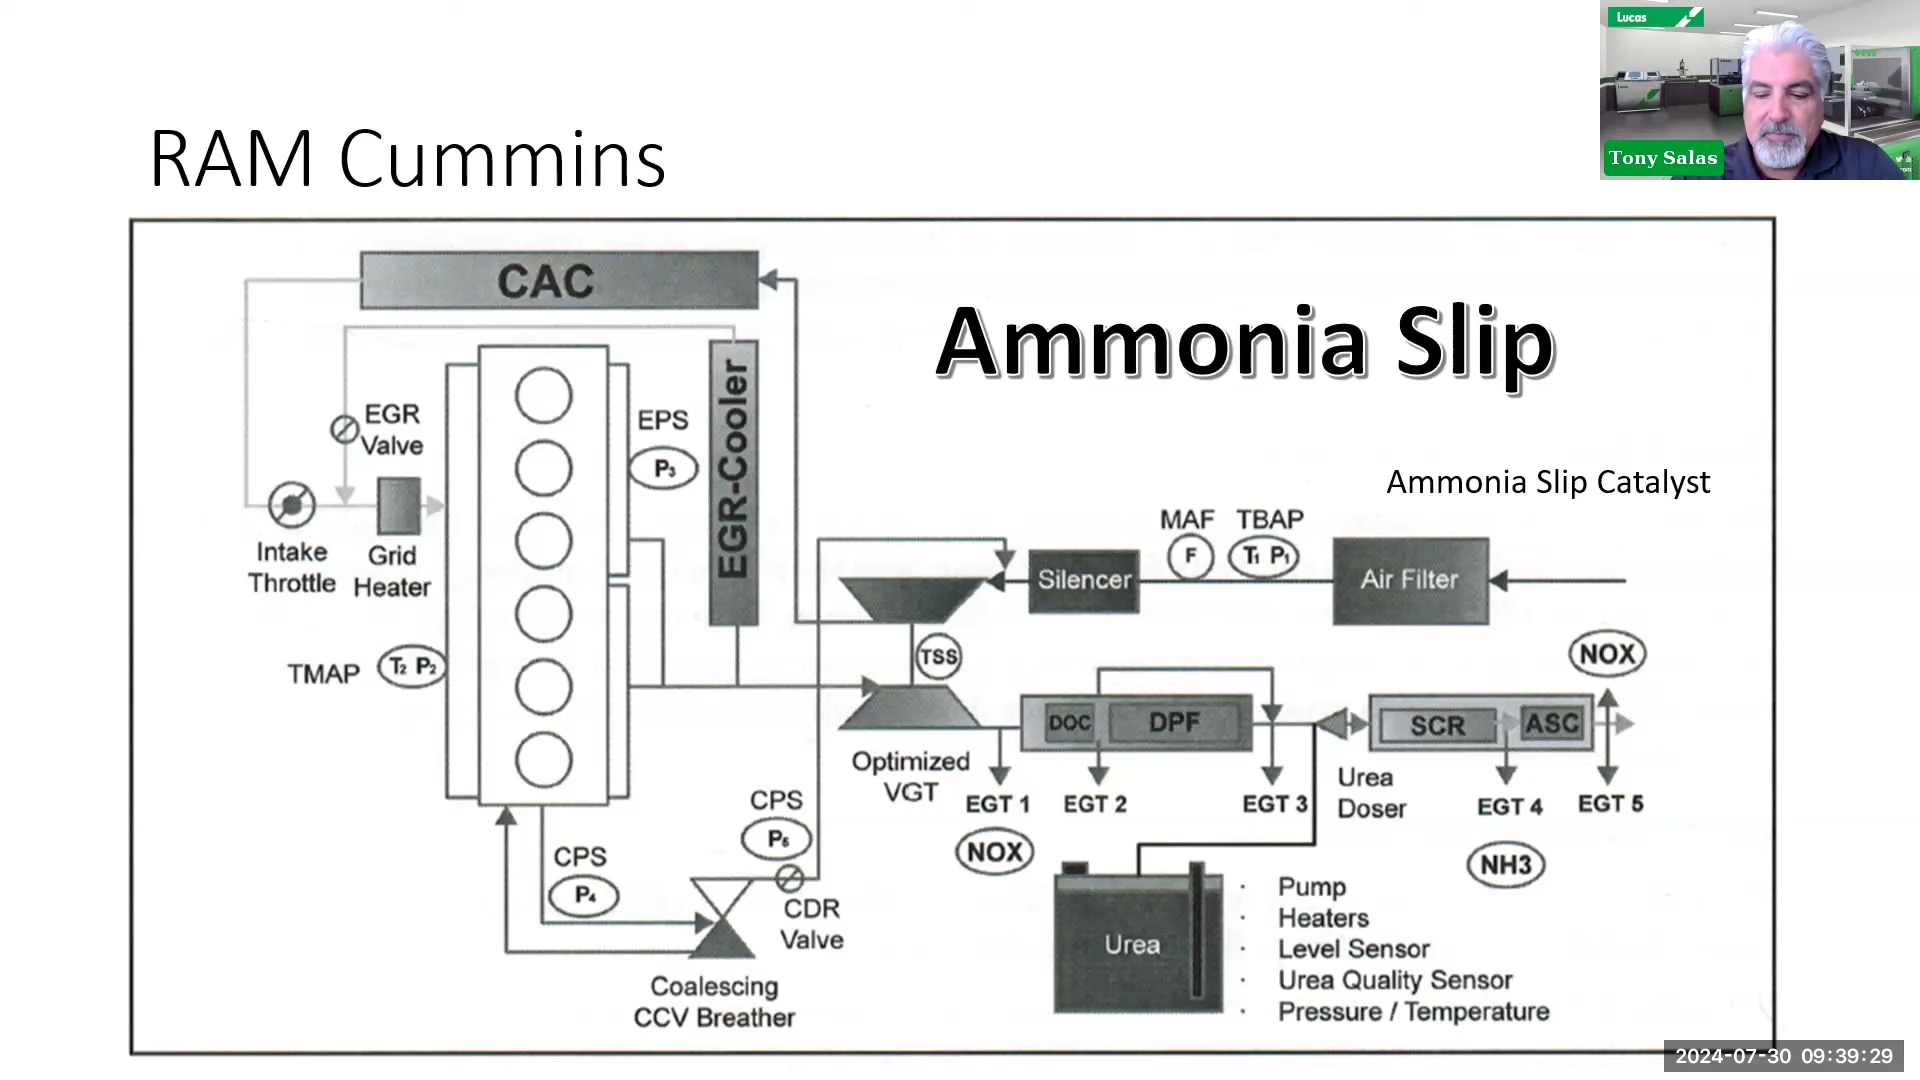 Lucas
Tony Salas
RAM Cummins
CAC
Ammonia Slip
EGR-Cooler
EGR
Valve
EPS
P3
Ammonia Slip Catalyst
MAF
TBAP
F
T1 P1
Intake
Throttle
Grid
Heater
Silencer
Air Filter
TMAP
T2 P2
TSS
NOX
DOC
DPF
SCR
ASC
Optimized
VGT
EGT 1
EGT 2
EGT 3
Urea
Doser
EGT 4
EGT 5
NOX
NH3
CPS
P5
CPS
P4
CDR
Valve
Coalescing
CCV Breather
Urea
· Pump
· Heaters
· Level Sensor
· Urea Quality Sensor
· Pressure / Temperature
2024-07-30 09:39:29